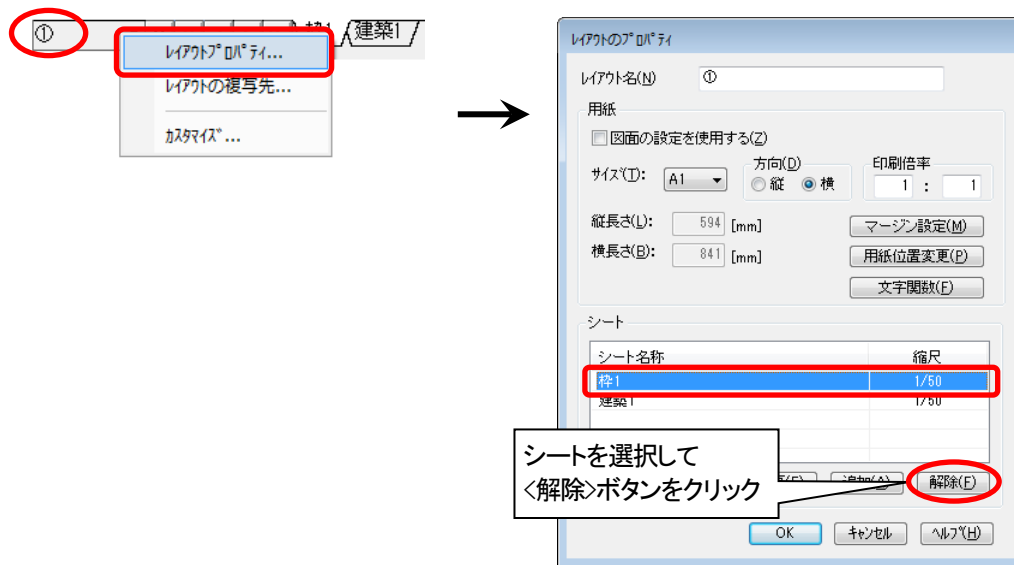 ①
枠1
建築1
ﾚｲｱｳﾄﾌﾟﾛﾊﾟﾃｨ...
ﾚｲｱｳﾄの複写先...
ｶｽﾀﾏｲｽﾞ...
ﾚｲｱｳﾄのﾌﾟﾛﾊﾟﾃｨ
ﾚｲｱｳﾄ名(N) ①
用紙
図面の設定を使用する(Z)
ｻｲｽﾞ(T): A1 方向(D) 縦 横 印刷倍率 1 : 1
縦長さ(L): 594 [mm] マージン設定(M)
横長さ(B): 841 [mm] 用紙位置変更(P)
文字関数(F)
シート
シート名称 縮尺
枠1 1/50
建築1 1/50
シートを選択して
<解除>ボタンをクリック
追加(A) 解除(F)
OK ｷｬﾝｾﾙ ﾍﾙﾌﾟ(H)